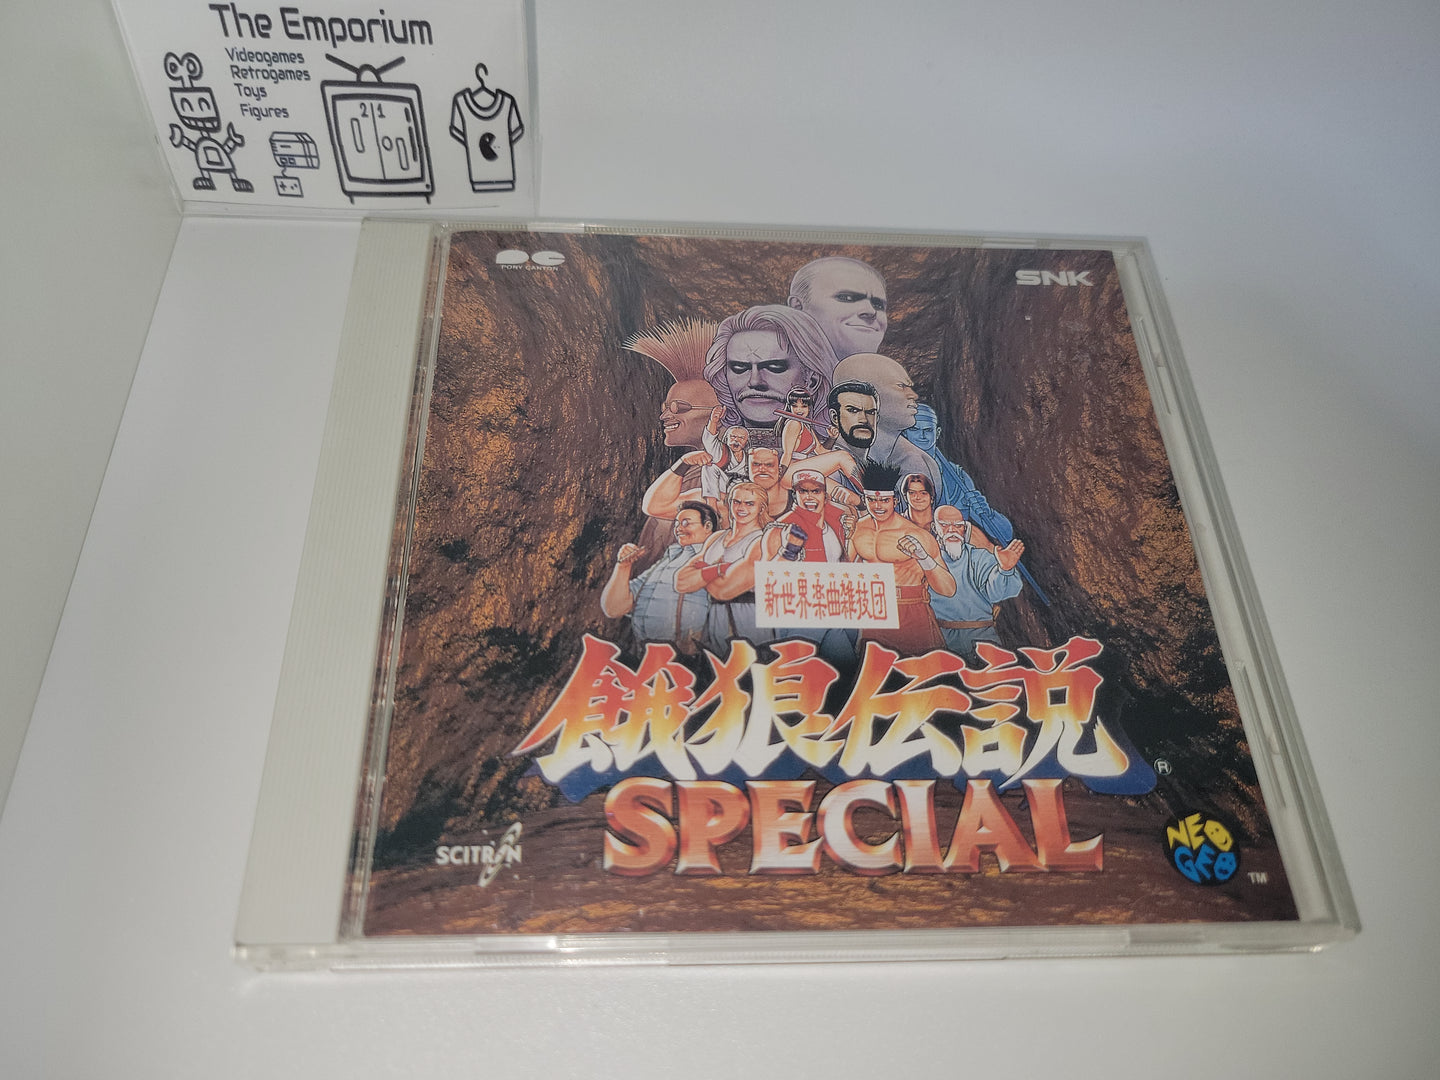 The Emporium
Videogames
Retrogames
Toys
Figures
21
PONY CANYON
SNK
新世界楽曲雑技団
餓狼伝説
®
SPECIAL
SCITRON
NEO
GEO
TM